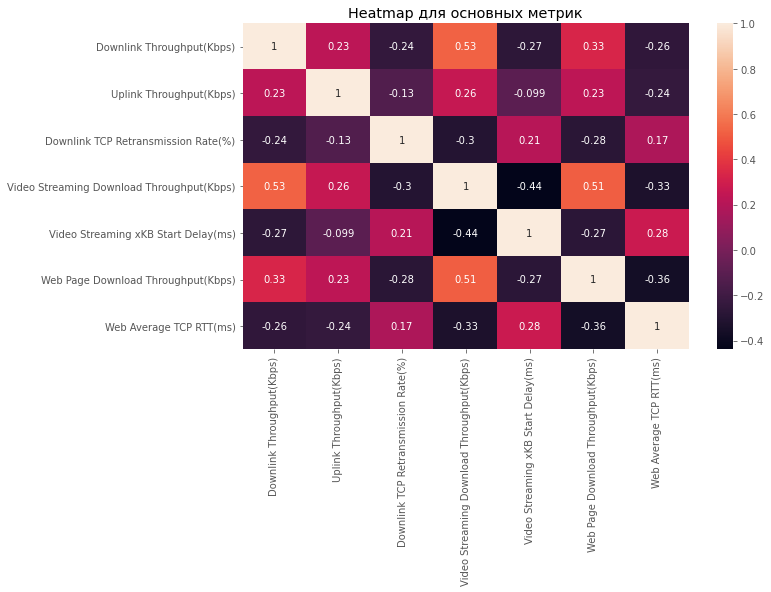 Heatmap для основных метрик
Downlink Throughput(Kbps) 1 0.23 -0.24 0.53 -0.27 0.33 -0.26
Uplink Throughput(Kbps) 0.23 1 -0.13 0.26 -0.099 0.23 -0.24
Downlink TCP Retransmission Rate(%) -0.24 -0.13 1 -0.3 0.21 -0.28 0.17
Video Streaming Download Throughput(Kbps) 0.53 0.26 -0.3 1 -0.44 0.51 -0.33
Video Streaming xKB Start Delay(ms) -0.27 -0.099 0.21 -0.44 1 -0.27 0.28
Web Page Download Throughput(Kbps) 0.33 0.23 -0.28 0.51 -0.27 1 -0.36
Web Average TCP RTT(ms) -0.26 -0.24 0.17 -0.33 0.28 -0.36 1
Downlink Throughput(Kbps)
Uplink Throughput(Kbps)
Downlink TCP Retransmission Rate(%)
Video Streaming Download Throughput(Kbps)
Video Streaming xKB Start Delay(ms)
Web Page Download Throughput(Kbps)
Web Average TCP RTT(ms)
1.0
0.8
0.6
0.4
0.2
0.0
−0.2
−0.4